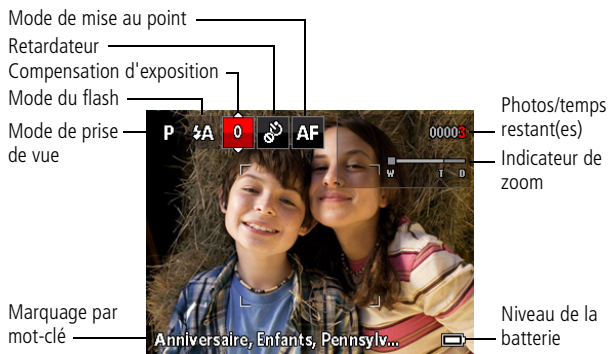 Mode de mise au point
Retardateur
Compensation d'exposition
Mode du flash
Mode de prise
de vue
P A 0 AF
00003
W T D
Photos/temps
restant(es)
Indicateur de
zoom
Marquage par
mot-clé
Anniversaire, Enfants, Pennsylv...
Niveau de la
batterie